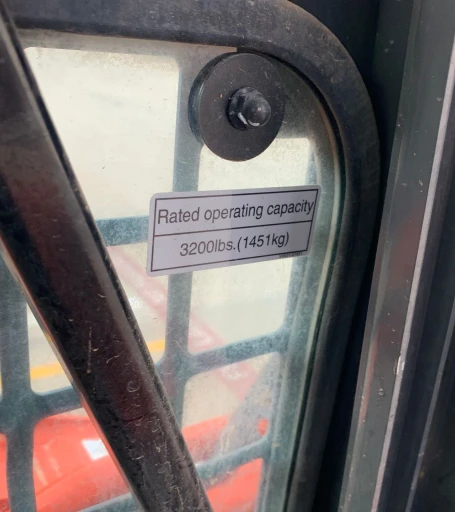 Rated operating capacity
3200lbs.(1451kg)